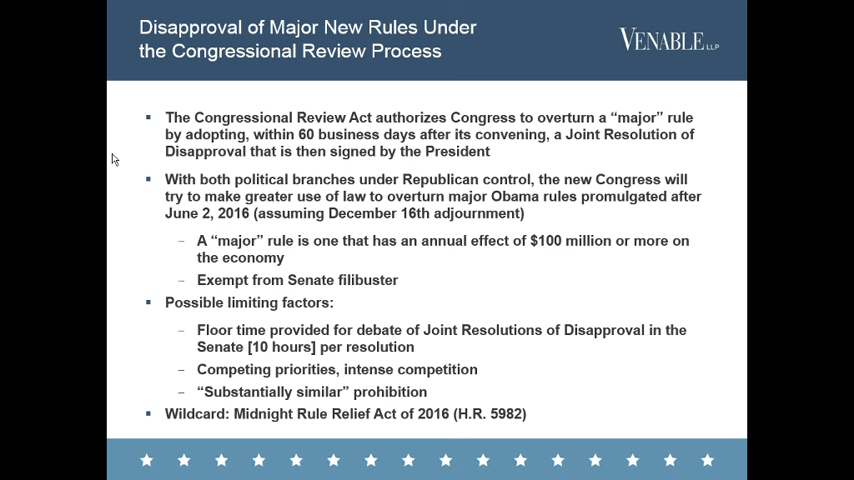 Disapproval of Major New Rules Under
the Congressional Review Process
VENABLE LLP
▪ The Congressional Review Act authorizes Congress to overturn a “major” rule
by adopting, within 60 business days after its convening, a Joint Resolution of
Disapproval that is then signed by the President
▪ With both political branches under Republican control, the new Congress will
try to make greater use of law to overturn major Obama rules promulgated after
June 2, 2016 (assuming December 16th adjournment)
– A “major” rule is one that has an annual effect of $100 million or more on
the economy
– Exempt from Senate filibuster
▪ Possible limiting factors:
– Floor time provided for debate of Joint Resolutions of Disapproval in the
Senate [10 hours] per resolution
– Competing priorities, intense competition
– “Substantially similar” prohibition
▪ Wildcard: Midnight Rule Relief Act of 2016 (H.R. 5982)